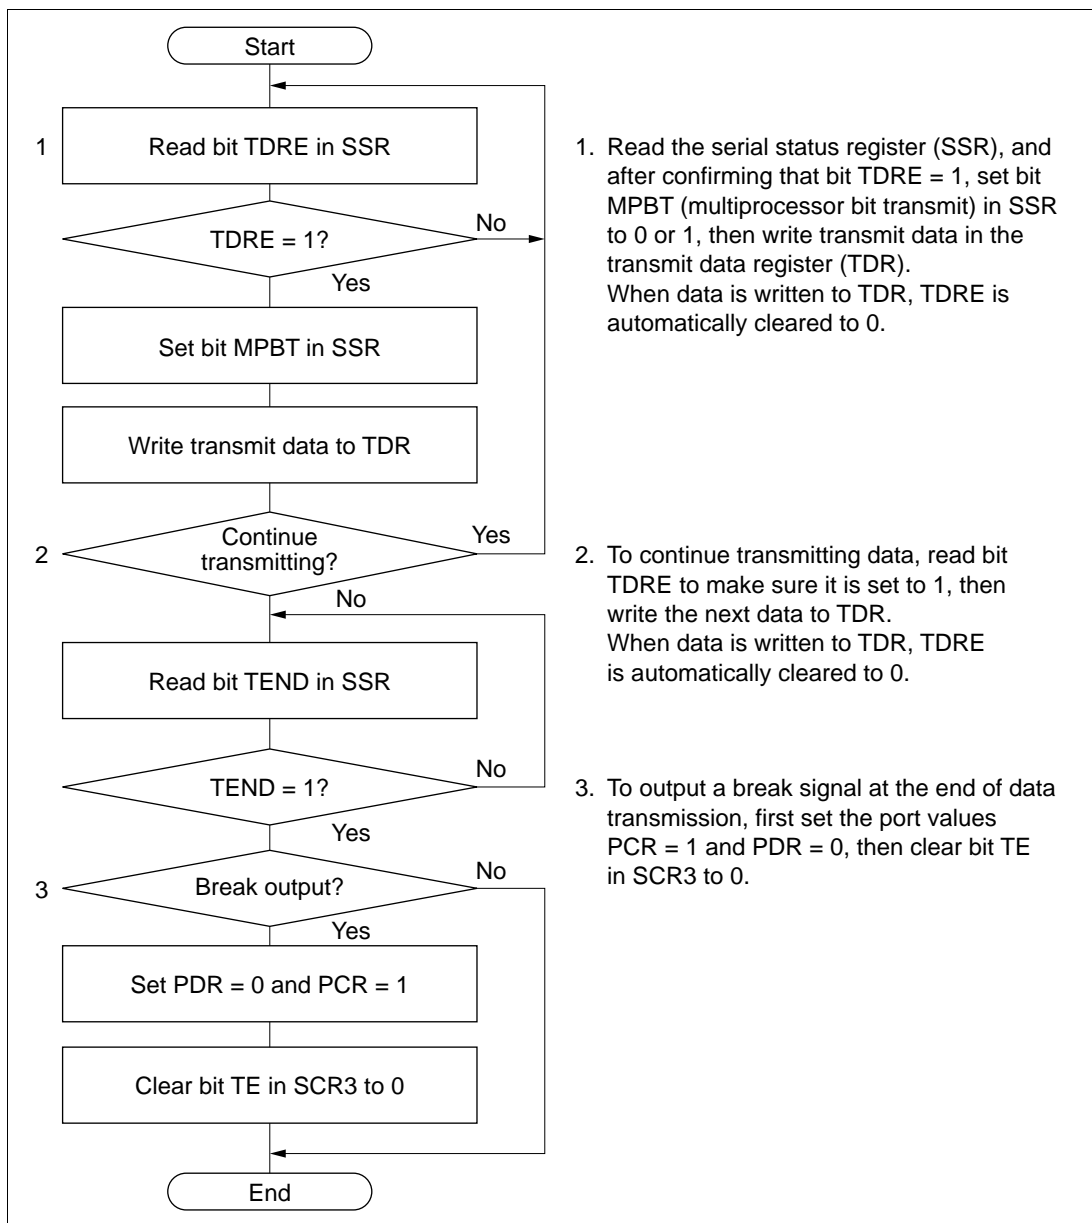 Start
1
Read bit TDRE in SSR
TDRE = 1?
No
Yes
Set bit MPBT in SSR
Write transmit data to TDR
2
Continue
transmitting?
Yes
No
Read bit TEND in SSR
TEND = 1?
No
Yes
3
Break output?
No
Yes
Set PDR = 0 and PCR = 1
Clear bit TE in SCR3 to 0
End
1. Read the serial status register (SSR), and
after confirming that bit TDRE = 1, set bit
MPBT (multiprocessor bit transmit) in SSR
to 0 or 1, then write transmit data in the
transmit data register (TDR).
When data is written to TDR, TDRE is
automatically cleared to 0.
2. To continue transmitting data, read bit
TDRE to make sure it is set to 1, then
write the next data to TDR.
When data is written to TDR, TDRE
is automatically cleared to 0.
3. To output a break signal at the end of data
transmission, first set the port values
PCR = 1 and PDR = 0, then clear bit TE
in SCR3 to 0.